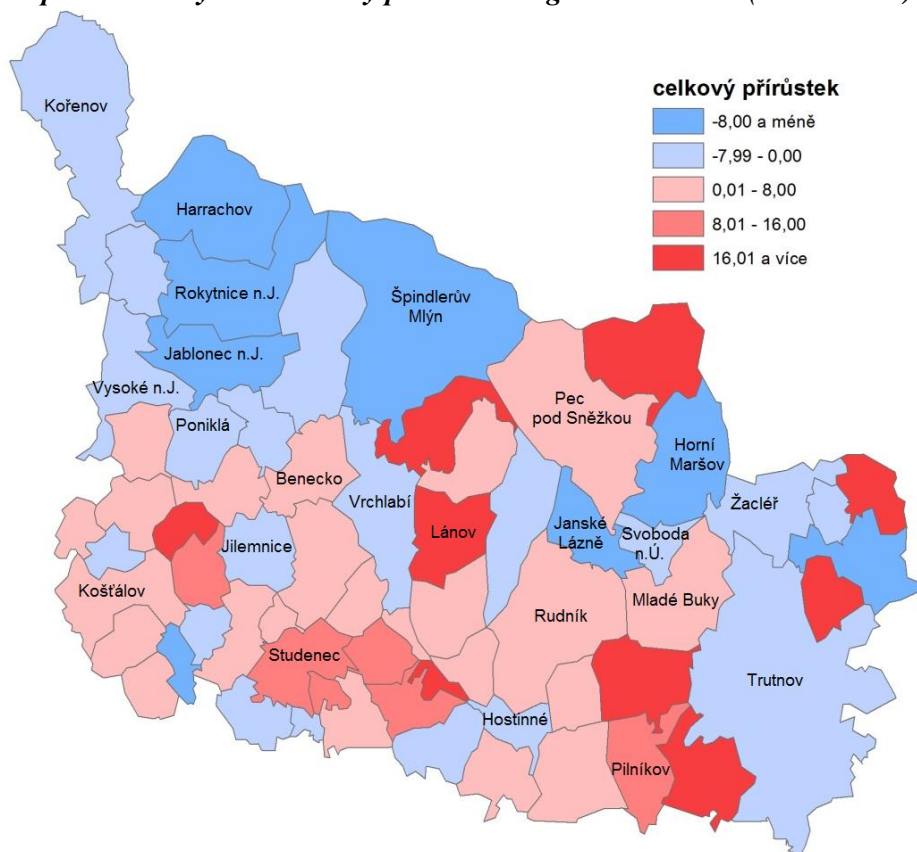 celkový přírůstek
-8,00 a méně
-7,99 - 0,00
0,01 - 8,00
8,01 - 16,00
16,01 a více
Kořenov
Harrachov
Rokytnice n.J.
Špindlerův
Mlýn
Jablonec n.J.
Vysoké n.J.
Pec
pod Sněžkou
Poniklá
Horní
Maršov
Benecko
Vrchlabí
Žacléř
Lánov
Janské
Lázně
Svoboda
n.Ú.
Jilemnice
Košťálov
Mladé Buky
Rudník
Studenec
Trutnov
Hostinné
Pilníkov